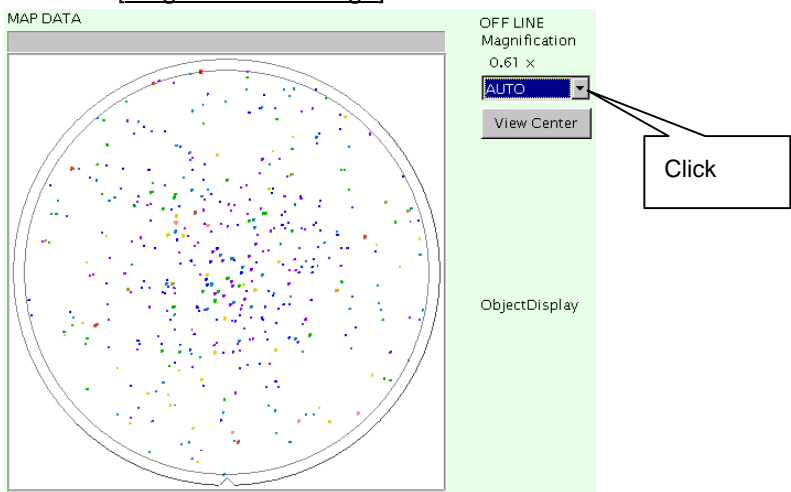 MAP DATA
OFF LINE
Magnification
0.61 ×
AUTO
View Center
Click
ObjectDisplay